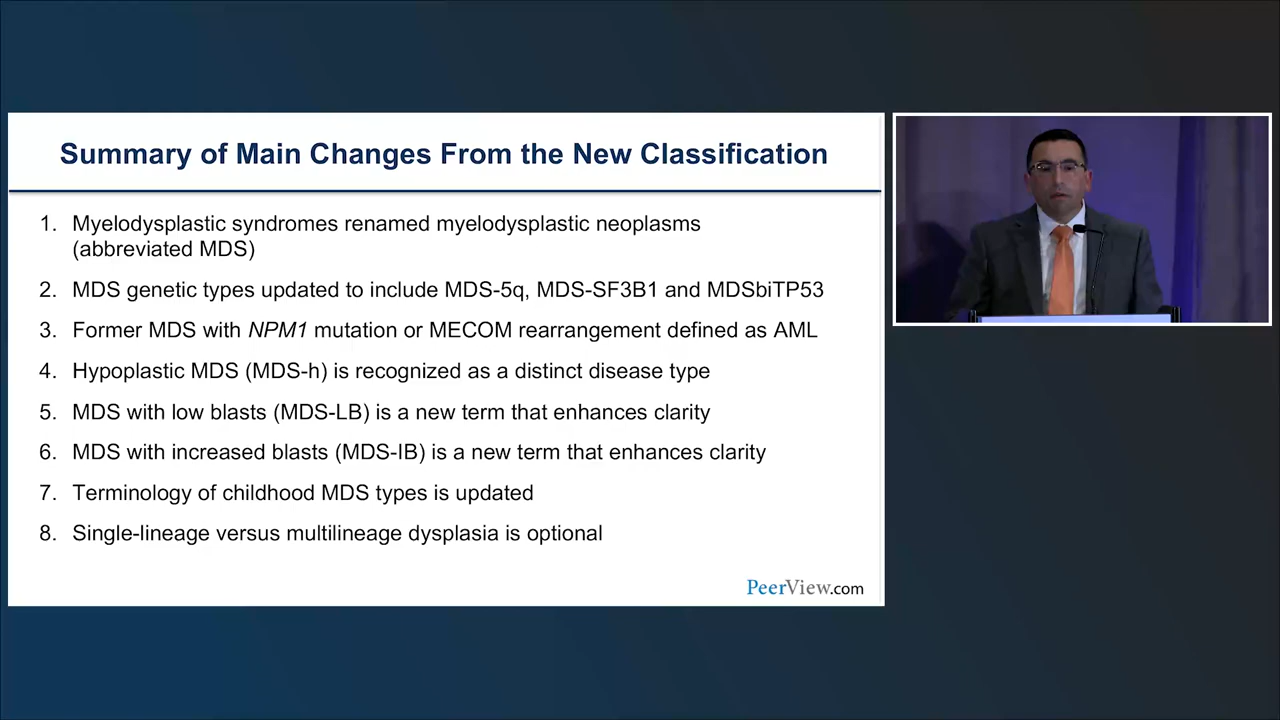 Summary of Main Changes From the New Classification
1. Myelodysplastic syndromes renamed myelodysplastic neoplasms
(abbreviated MDS)
2. MDS genetic types updated to include MDS-5q, MDS-SF3B1 and MDSbiTP53
3. Former MDS with NPM1 mutation or MECOM rearrangement defined as AML
4. Hypoplastic MDS (MDS-h) is recognized as a distinct disease type
5. MDS with low blasts (MDS-LB) is a new term that enhances clarity
6. MDS with increased blasts (MDS-IB) is a new term that enhances clarity
7. Terminology of childhood MDS types is updated
8. Single-lineage versus multilineage dysplasia is optional
PeerView.com